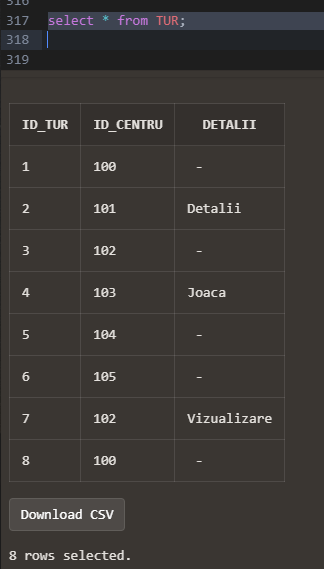 316
317 select * from TUR;
318
319
ID_TUR ID_CENTRU DETALII
1 100 -
2 101 Detalii
3 102 -
4 103 Joaca
5 104 -
6 105 -
7 102 Vizualizare
8 100 -
Download CSV
8 rows selected.